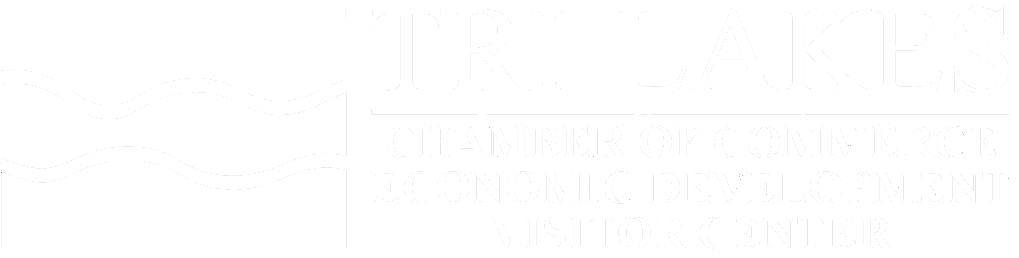 TRI-LAKES
CHAMBER OF COMMERCE
ECONOMIC DEVELOPMENT
VISITOR CENTER